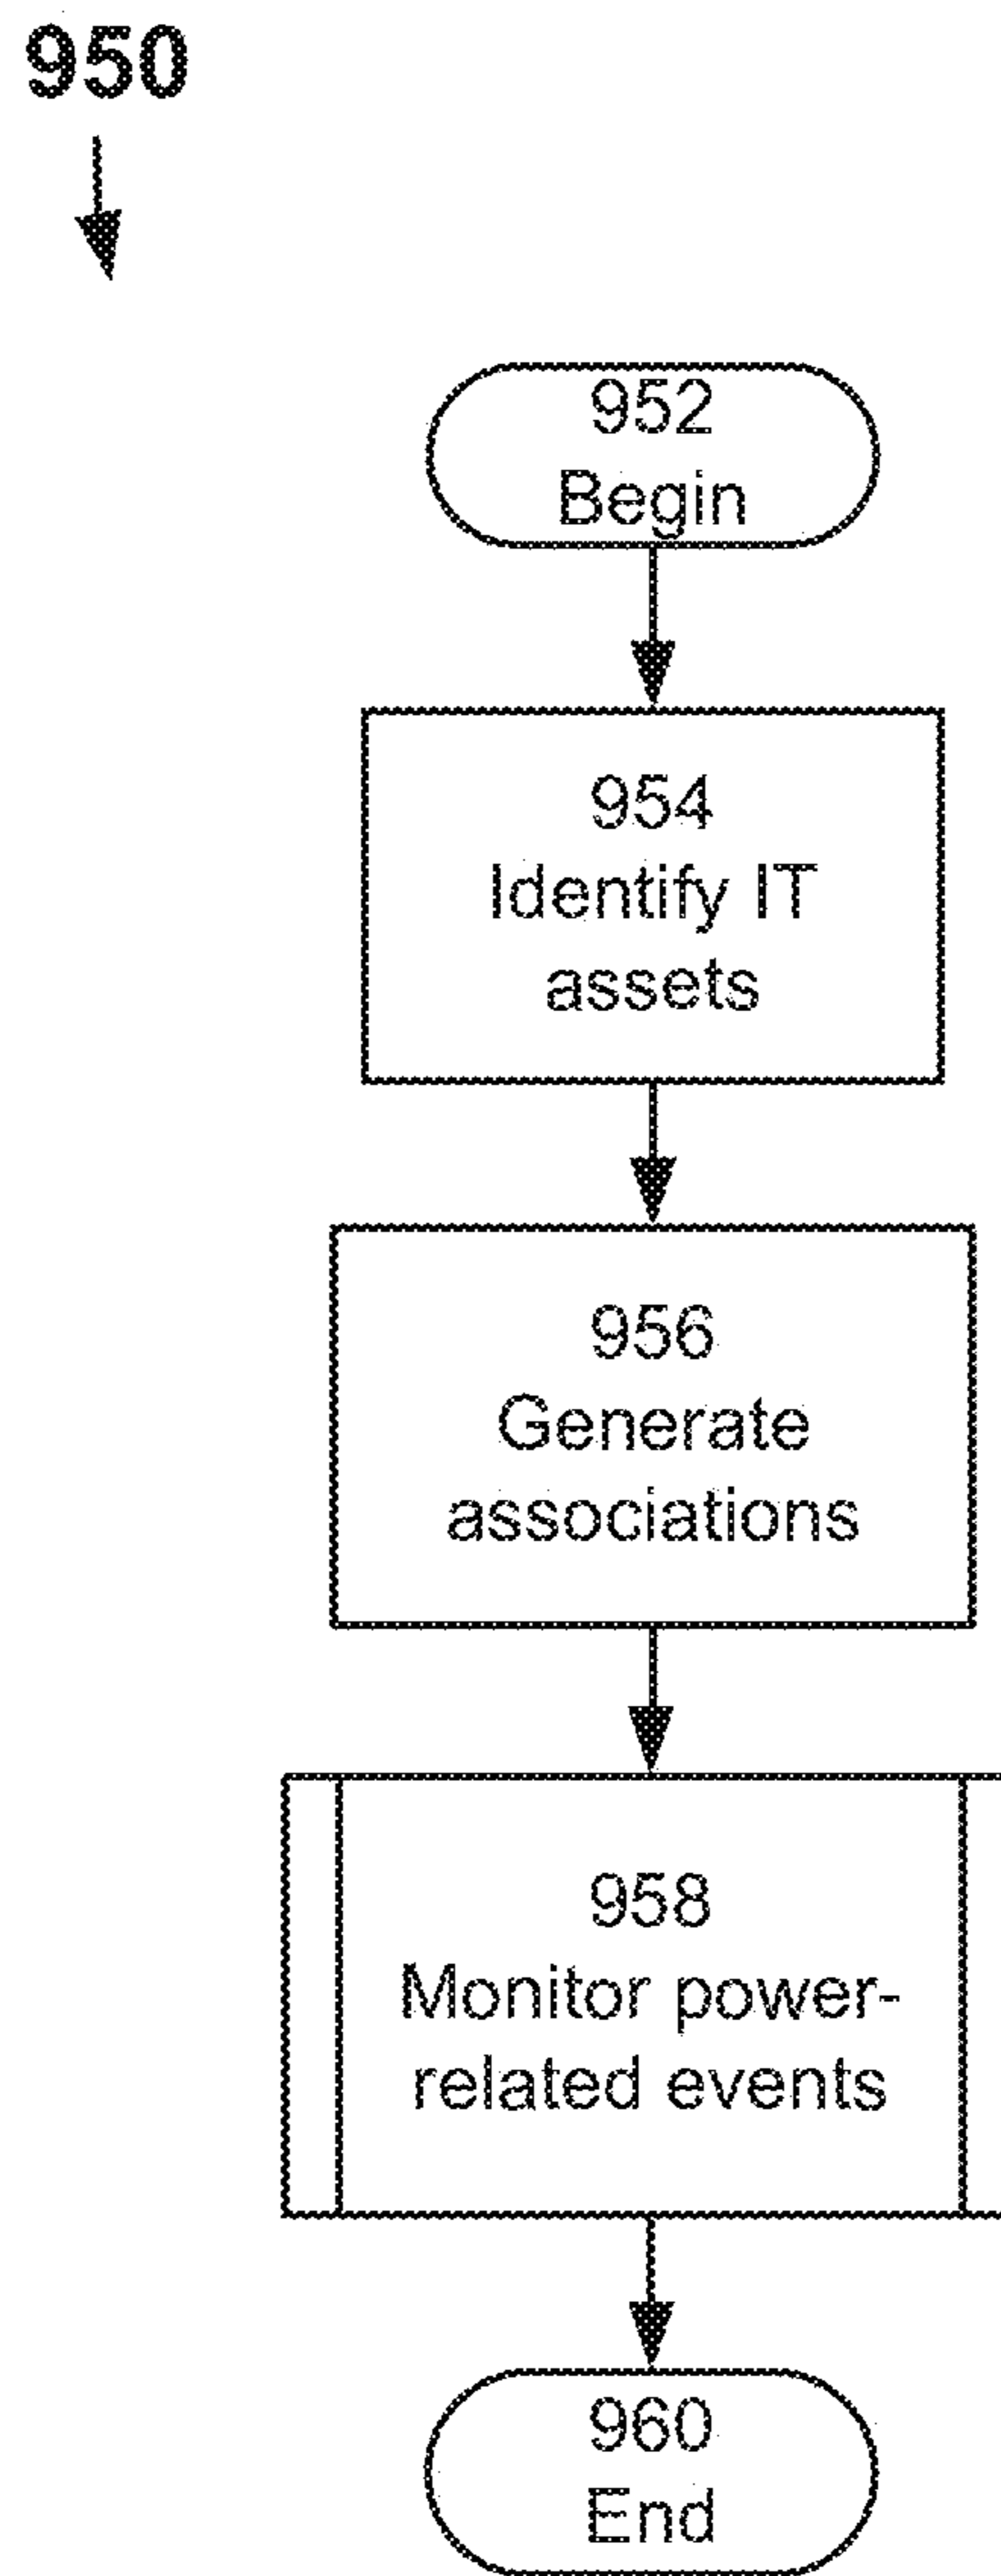 950
952
Begin
954
Identify IT
assets
956
Generate
associations
958
Monitor power-
related events
960
End